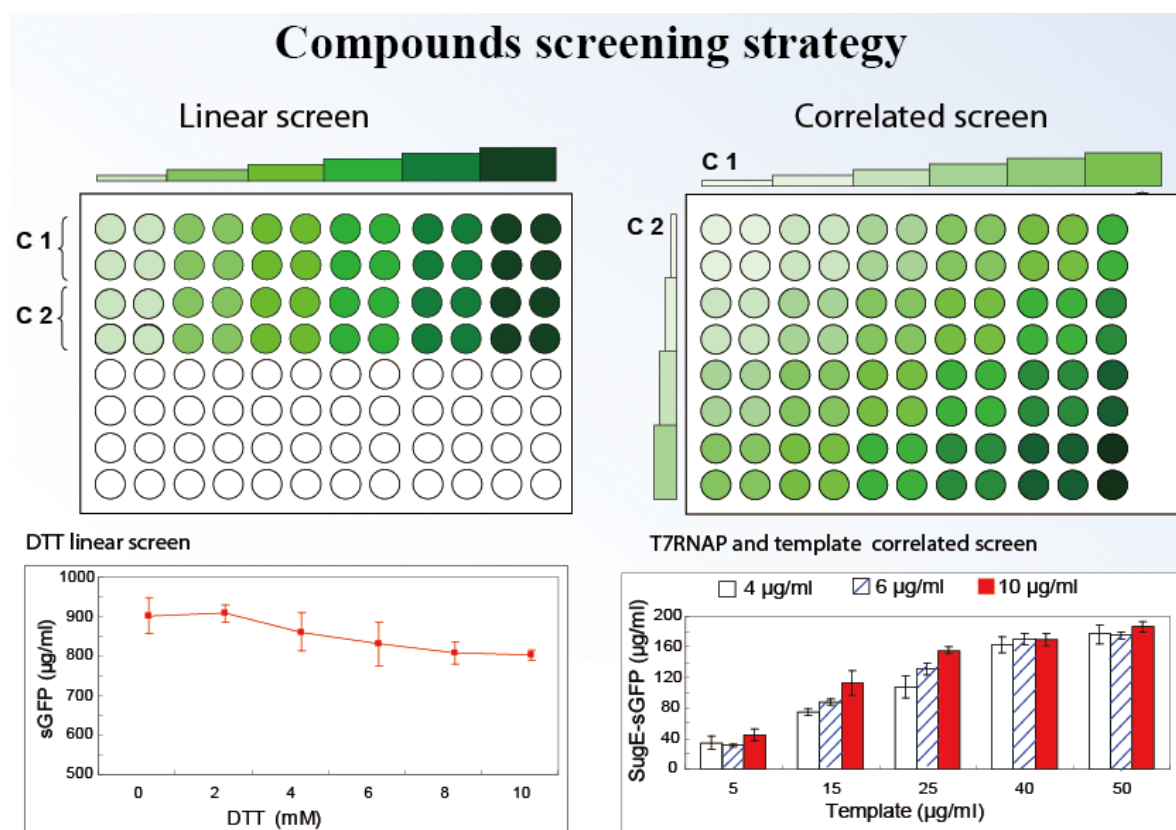 Compounds screening strategy
Linear screen
C 1
C 2
Correlated screen
C 1
C 2
DTT linear screen
1000
900
800
700
600
500
sGFP (µg/ml)
0 2 4 6 8 10
DTT (mM)
T7RNAP and template correlated screen
4 µg/ml 6 µg/ml 10 µg/ml
200
160
120
80
40
0
SugE-sGFP (µg/ml)
5 15 25 40 50
Template (µg/ml)